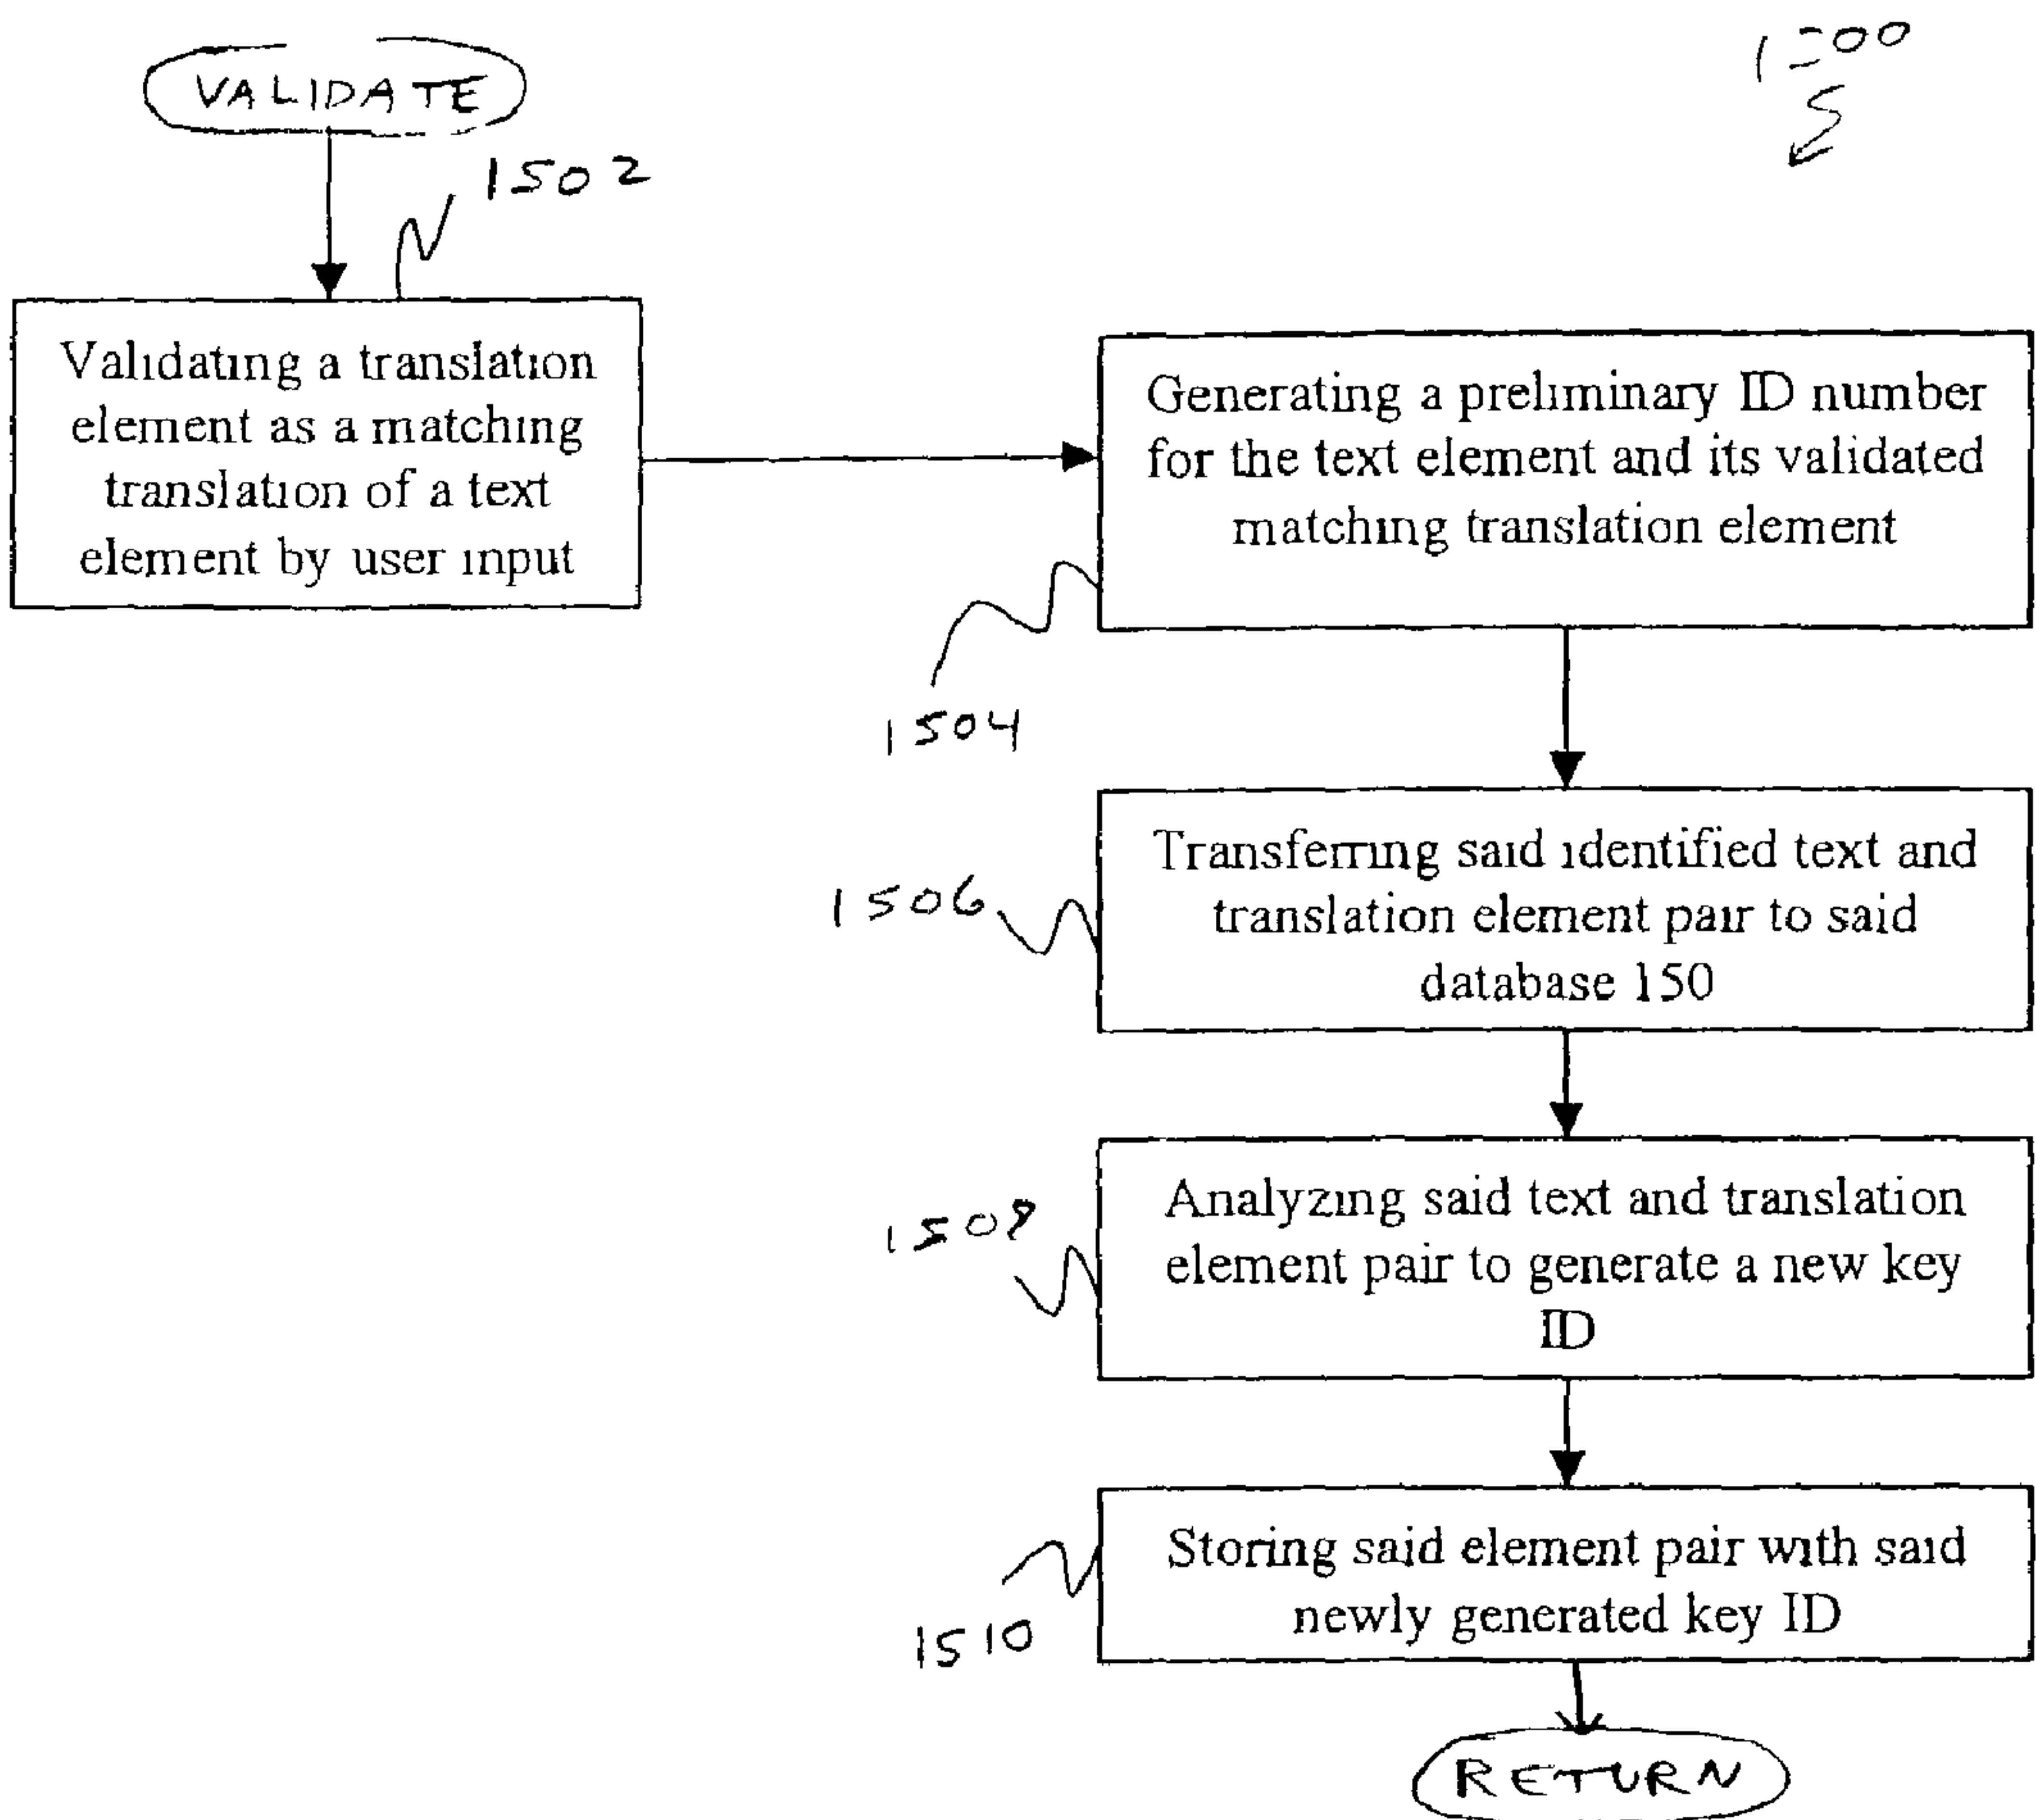 VALIDATE
1502
Validating a translation
element as a matching
translation of a text
element by user input
Generating a preliminary ID number
for the text element and its validated
matching translation element
1504
Transferring said identified text and
translation element pair to said
database 150
1506
Analyzing said text and translation
element pair to generate a new key
ID
1508
Storing said element pair with said
newly generated key ID
1510
RETURN